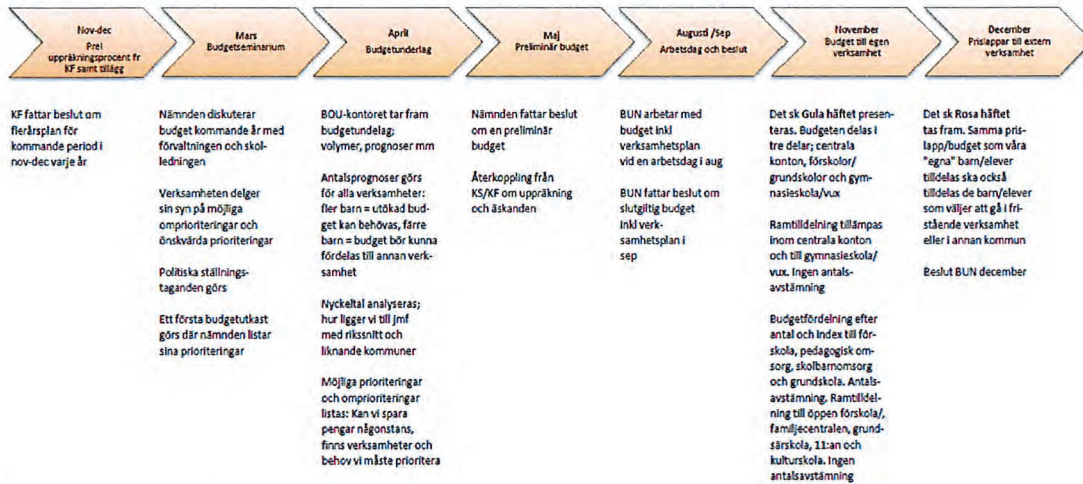 Nov-dec
Prel
uppräkningsprocent fr
KF samt tillägg
KF fattar beslut om
flerårsplan för
kommande period i
nov-dec varje år
Mars
Budgetseminarium
Nämnden diskuterar
budget kommande år med
förvaltningen och skol-
ledningen
Verksamheten delger
sin syn på möjliga
omprioriteringar och
önskvärda prioriteringar
Politiska ställnings-
taganden görs
Ett första budgetutkast
görs där nämnden listar
sina prioriteringar
April
Budgetunderlag
BOU-kontoret tar fram
budgetundelag;
volymer, prognoser mm
Antalsprognoser görs
för alla verksamheter:
fler barn = utökad bud-
get kan behövas, färre
barn = budget bör kunna
fördelas till annan verk-
samhet
Nyckeltal analyseras;
hur ligger vi till jmf
med rikssnitt och
liknande kommuner
Möjliga prioriteringar
och omprioriteringar
listas: Kan vi spara
pengar någonstans,
finns verksamheter och
behov vi måste prioritera
Maj
Preliminär budget
Nämnden fattar beslut
om en preliminär
budget
Återkoppling från
KS/KF om uppräkning
och äskanden
Augusti /Sep
Arbetsdag och beslut
BUN arbetar med
budget inkl
verksamhetsplan
vid en arbetsdag i aug
BUN fattar beslut om
slutgiltig budget
inkl verk-
samhetsplan i
sep
November
Budget till egen
verksamhet
Det sk Gula häftet presen-
teras. Budgeten delas i
tre delar; centrala
konton, förskolor/
grundskolor och gym-
nasieskola/vux
Ramtilldelning tillämpas
inom centrala konton
och till gymnasieskola/
vux. Ingen antals-
avstämning
Budgetfördelning efter
antal och index till för-
skola, pedagogisk om-
sorg, skolbarnomsorg
och grundskola. Antals-
avstämning. Ramtilldel-
ning till öppen förskola/,
familjecentralen, grund-
särskola, 11:an och
kulturskola. Ingen
antalsavstämning
December
Prislappar till extern
verksamhet
Det sk Rosa häftet
tas fram. Samma pris-
lapp/budget som våra
"egna" barn/elever
tilldelas ska också
tilldelas de barn/elever
som väljer att gå i fri-
stående verksamhet
eller i annan kommun
Beslut BUN december